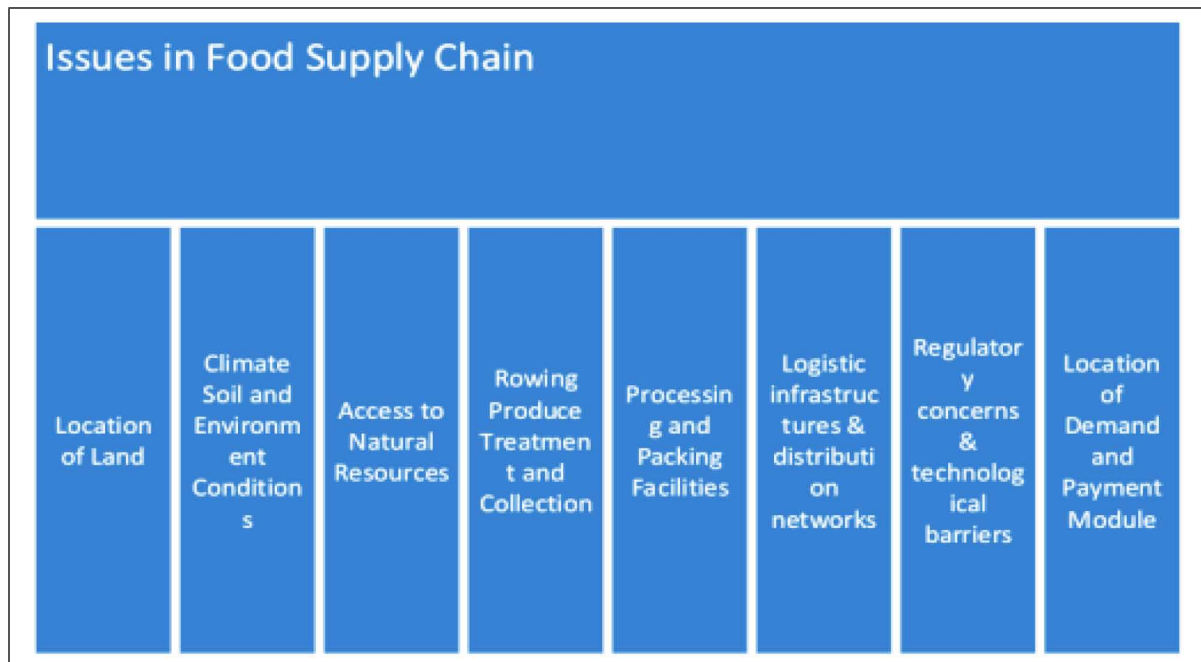 Issues in Food Supply Chain
Location
of Land
Climate
Soil and
Environm
ent
Condition
s
Access to
Natural
Resources
Rowing
Produce
Treatmen
t and
Collection
Processin
g and
Packing
Facilities
Logistic
infrastruc
tures &
distributi
on
networks
Regulator
y
concerns
&
technolog
ical
barriers
Location
of
Demand
and
Payment
Module